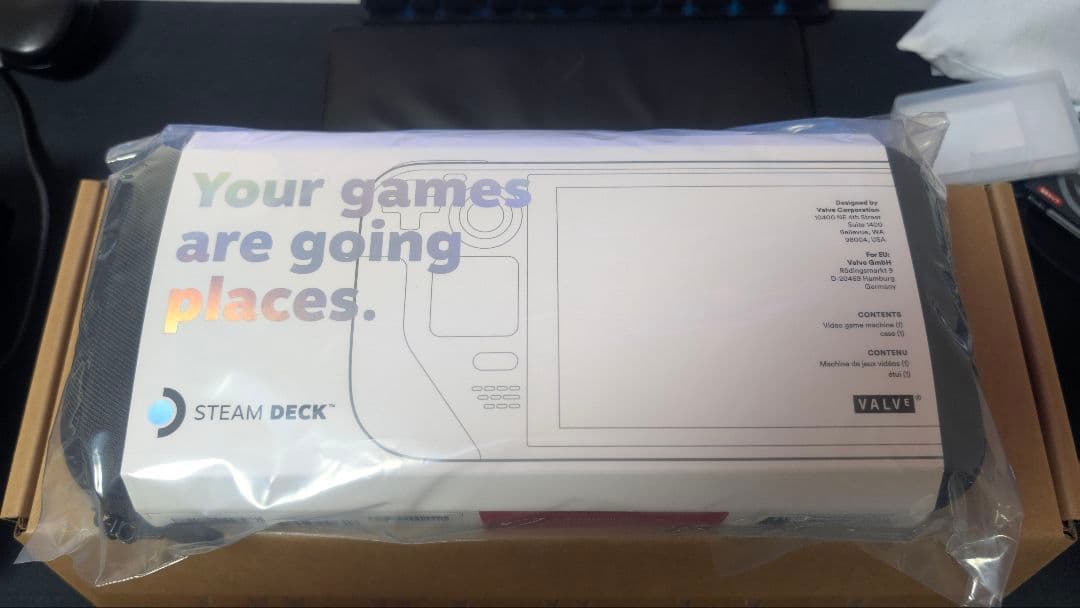 Your games
are going
places.
STEAM DECK™
Designed by
Valve Corporation
10400 NE 4th Street
Suite 1400
Bellevue, WA
98004, USA
For EU:
Valve GmbH
Rödingsmarkt 9
D-20459 Hamburg
Germany
CONTENTS
Video game machine (1)
case (1)
CONTENU
Machine de jeux vidéos (1)
étui (1)
VALVE®